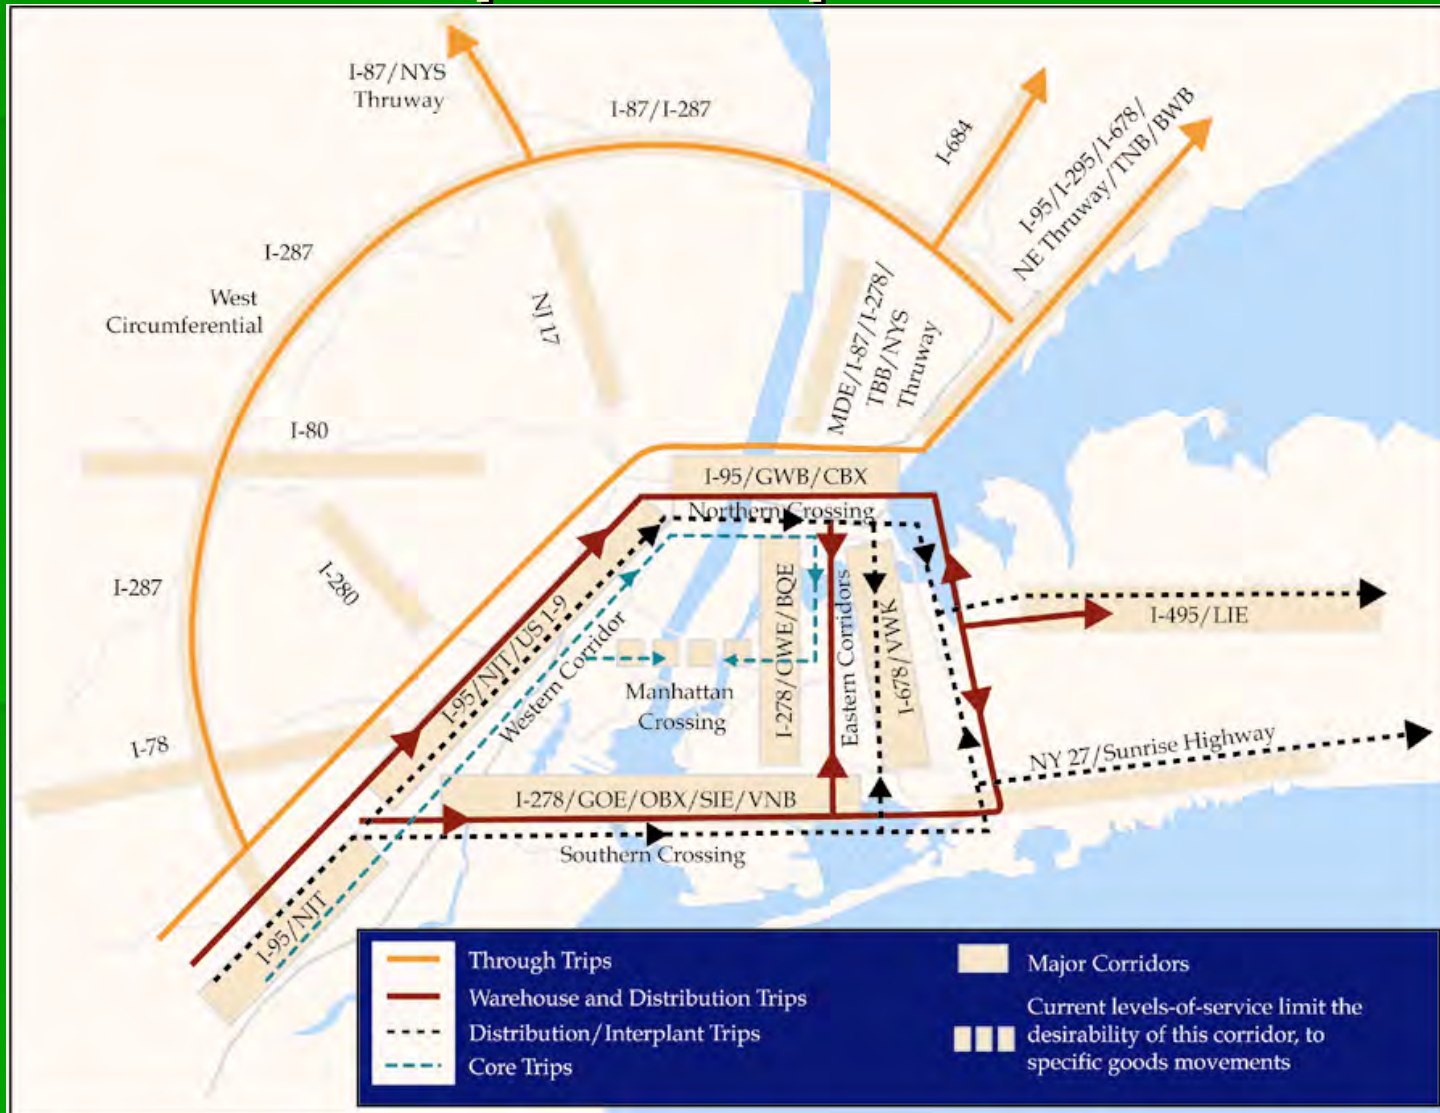 I-87/NYS
Thruway
I-87/I-287
I-684
I-95/I-295/I-678/
NE Thruway/TNB/BWB
I-287
West
Circumferential
NJ 17
MDE/I-87/I-278/
TBB/NYS
Thruway
I-80
I-95/GWB/CBX
Northern Crossing
I-287
I-280
I-95/NJT/US 1-9
Western Corridor
I-278/GWE/BQE
Eastern Corridors
I-678/VWK
I-495/LIE
Manhattan
Crossing
I-78
NY 27/Sunrise Highway
I-278/GOE/OBX/SIE/VNB
Southern Crossing
I-95/NJT
Through Trips
Warehouse and Distribution Trips
Distribution/Interplant Trips
Core Trips
Major Corridors
Current levels-of-service limit the
desirability of this corridor, to
specific goods movements